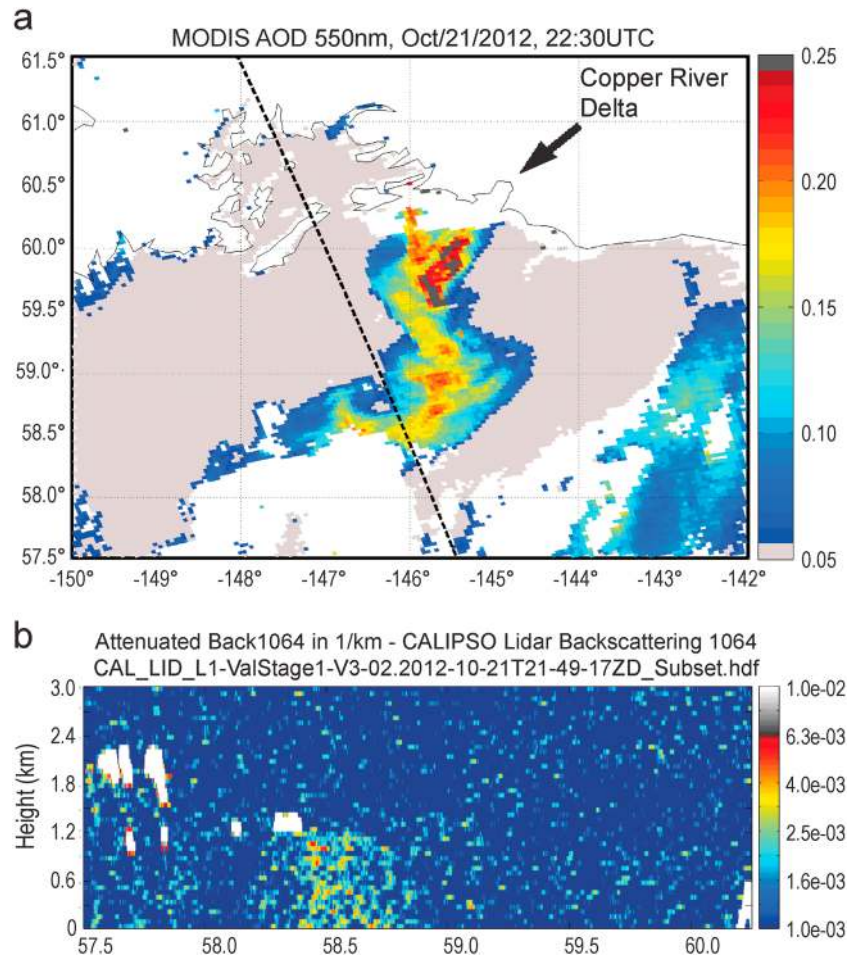 a
MODIS AOD 550nm, Oct/21/2012, 22:30UTC
Copper River
Delta
61.5°
61.0°
60.5°
60.0°
59.5°
59.0°
58.5°
58.0°
57.5°
-150° -149° -148° -147° -146° -145° -144° -143° -142°
0.25
0.20
0.15
0.10
0.05
b
Attenuated Back1064 in 1/km - CALIPSO Lidar Backscattering 1064
CAL_LID_L1-ValStage1-V3-02.2012-10-21T21-49-17ZD_Subset.hdf
Height (km)
3.0
2.4
1.8
1.2
0.6
0
57.5 58.0 58.5 59.0 59.5 60.0
1.0e-02
6.3e-03
4.0e-03
2.5e-03
1.6e-03
1.0e-03